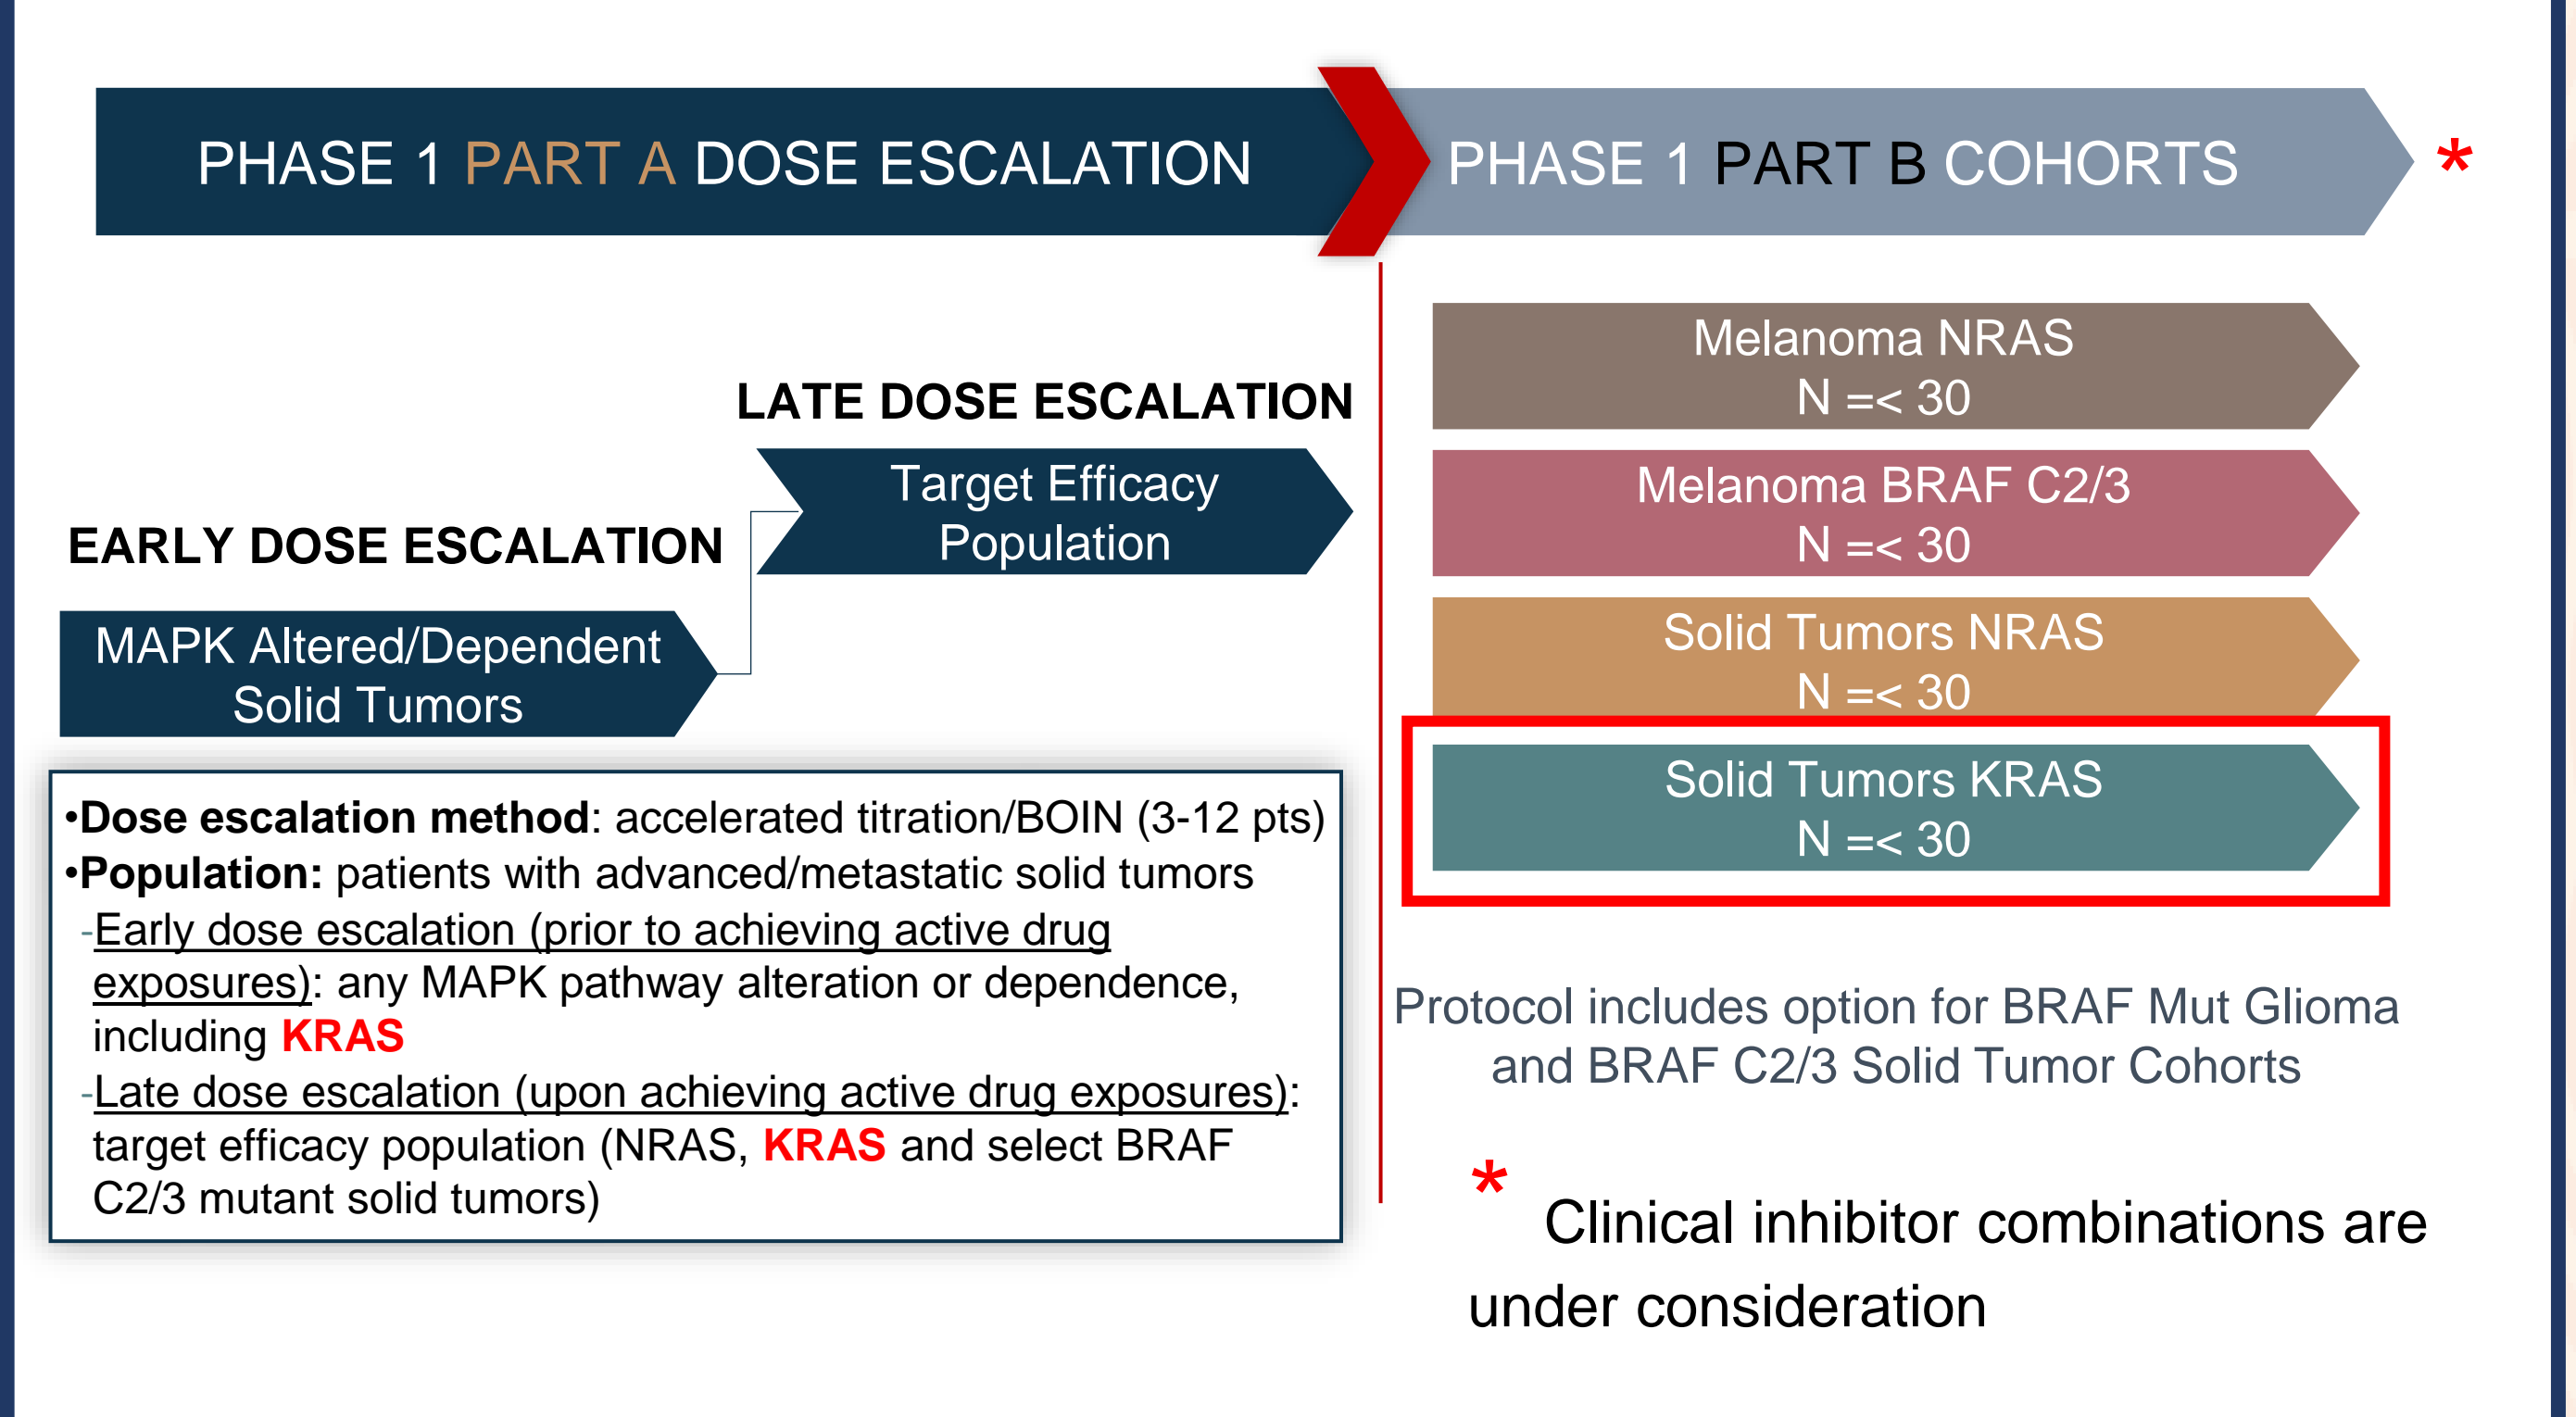 PHASE 1 PART A DOSE ESCALATION
PHASE 1 PART B COHORTS
*
LATE DOSE ESCALATION
Target Efficacy
Population
EARLY DOSE ESCALATION
MAPK Altered/Dependent
Solid Tumors
•Dose escalation method: accelerated titration/BOIN (3-12 pts)
•Population: patients with advanced/metastatic solid tumors
-Early dose escalation (prior to achieving active drug
exposures): any MAPK pathway alteration or dependence,
including KRAS
-Late dose escalation (upon achieving active drug exposures):
target efficacy population (NRAS, KRAS and select BRAF
C2/3 mutant solid tumors)
Melanoma NRAS
N =< 30
Melanoma BRAF C2/3
N =< 30
Solid Tumors NRAS
N =< 30
Solid Tumors KRAS
N =< 30
Protocol includes option for BRAF Mut Glioma
and BRAF C2/3 Solid Tumor Cohorts
* Clinical inhibitor combinations are
under consideration